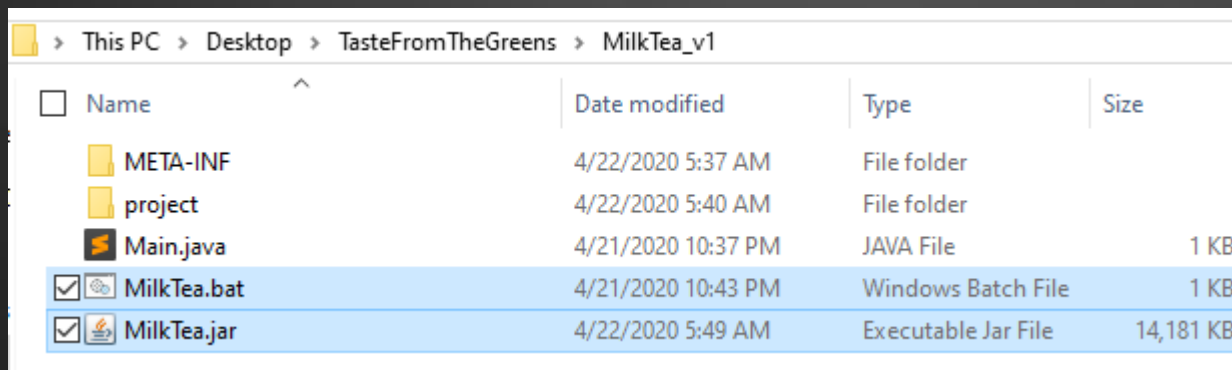 > This PC > Desktop > TasteFromTheGreens > MilkTea_v1
Name Date modified Type Size
META-INF 4/22/2020 5:37 AM File folder
project 4/22/2020 5:40 AM File folder
Main.java 4/21/2020 10:37 PM JAVA File 1 KB
MilkTea.bat 4/21/2020 10:43 PM Windows Batch File 1 KB
MilkTea.jar 4/22/2020 5:49 AM Executable Jar File 14,181 KB